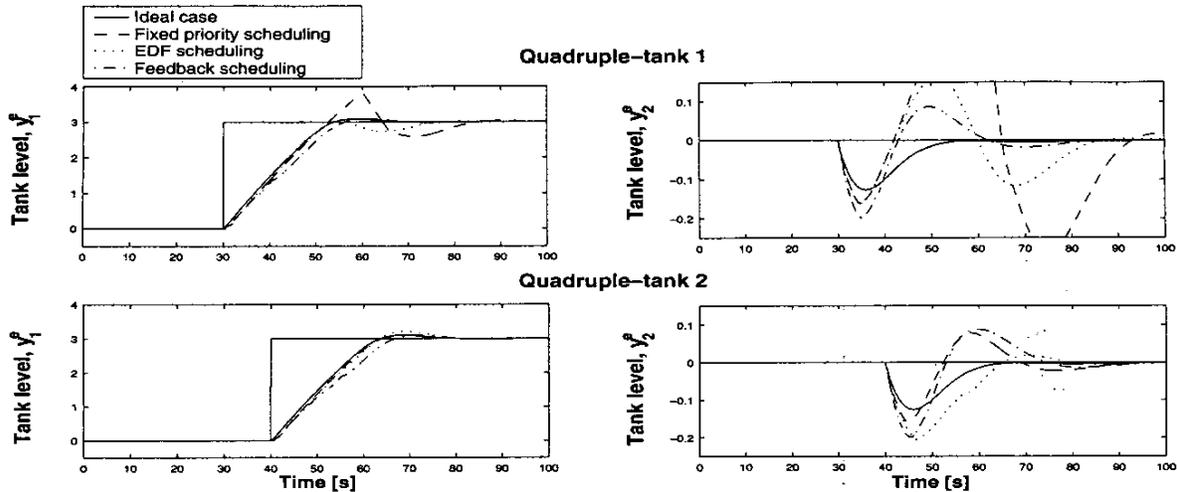 Ideal case
Fixed priority scheduling
EDF scheduling
Feedback scheduling
Quadruple–tank 1
Tank level, y₁ᵖ
4
3
2
1
0
0 10 20 30 40 50 60 70 80 90 100
Tank level, y₂ᵖ
0.1
0
−0.1
−0.2
0 10 20 30 40 50 60 70 80 90 100
Quadruple–tank 2
Tank level, y₁ᵖ
4
3
2
1
0
0 10 20 30 40 50 60 70 80 90 100
Time [s]
Tank level, y₂ᵖ
0.1
0
−0.1
−0.2
0 10 20 30 40 50 60 70 80 90 100
Time [s]